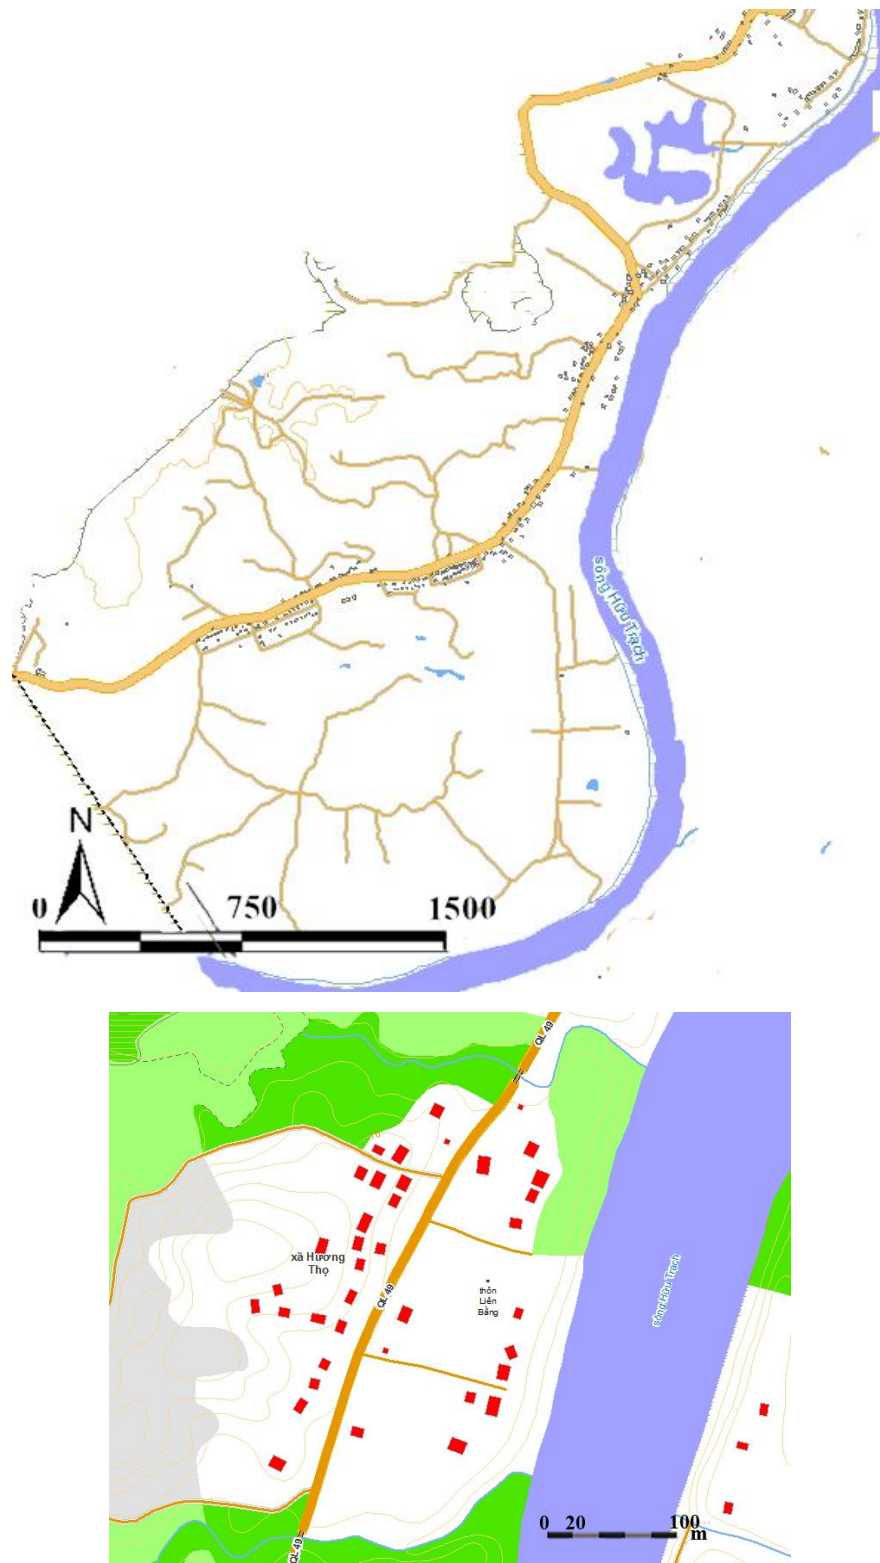 sông Hữu Trạch
N
0 750 1500
QL 49
xã Hương
Thọ
sông Hữu Trạch
QL 49
thôn
Liên
Bằng
0 20 100
m
QL 49